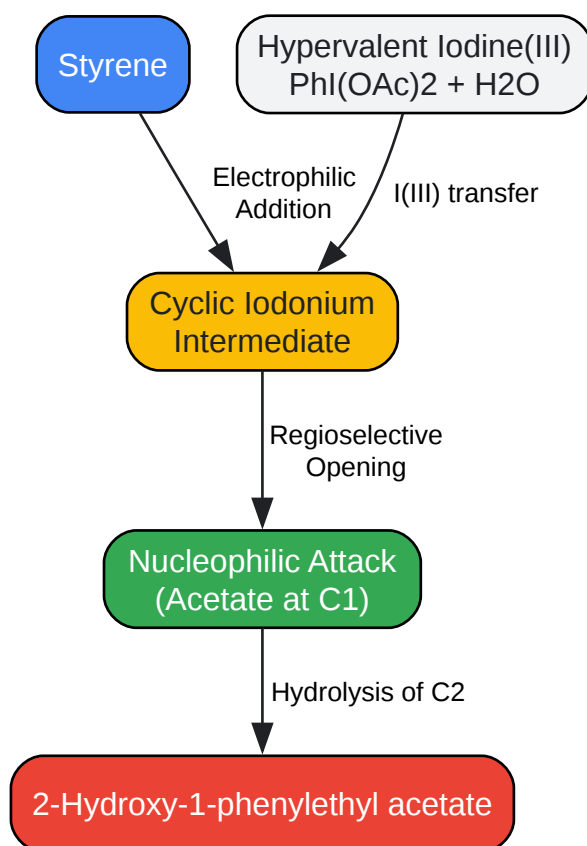 Styrene
Hypervalent Iodine(III)
PhI(OAc)2 + H2O
Electrophilic
Addition
I(III) transfer
Cyclic Iodonium
Intermediate
Regioselective
Opening
Nucleophilic Attack
(Acetate at C1)
Hydrolysis of C2
2-Hydroxy-1-phenylethyl acetate